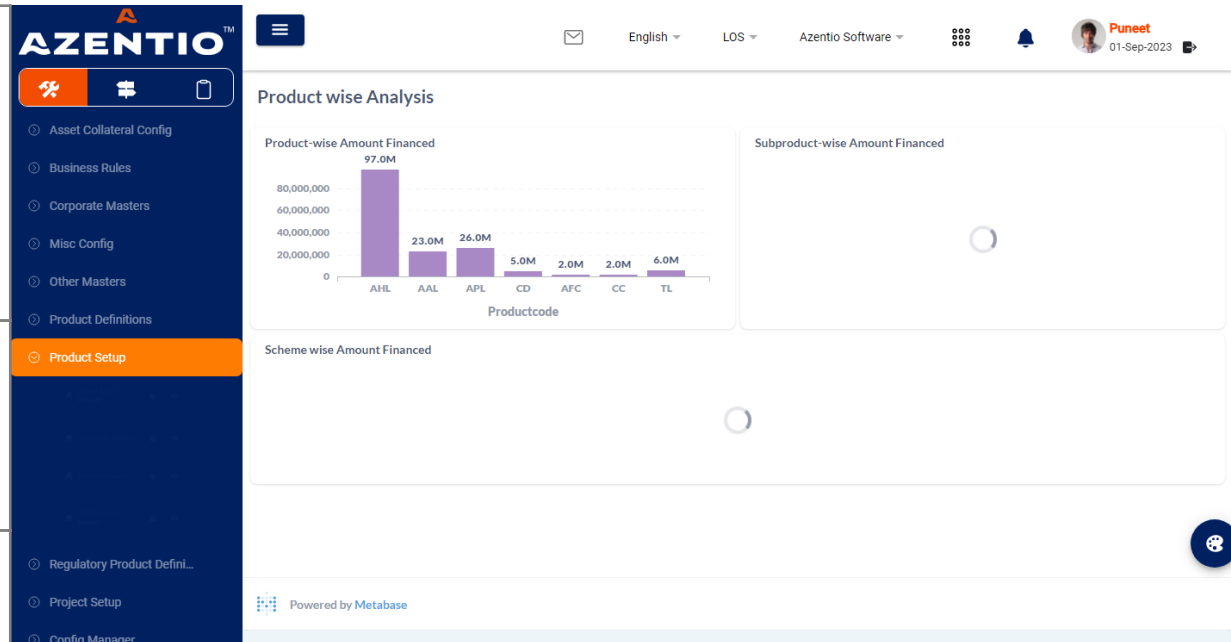 AZENTIO™
English
LOS
Azentio Software
Puneet
01-Sep-2023
Asset Collateral Config
Business Rules
Corporate Masters
Misc Config
Other Masters
Product Definitions
Product Setup
Regulatory Product Defini...
Project Setup
Config Manager
Product wise Analysis
Product-wise Amount Financed
97.0M
80,000,000
60,000,000
40,000,000
20,000,000
0
23.0M
26.0M
5.0M
2.0M
2.0M
6.0M
AHL AAL APL CD AFC CC TL
Productcode
Subproduct-wise Amount Financed
Scheme wise Amount Financed
Powered by Metabase